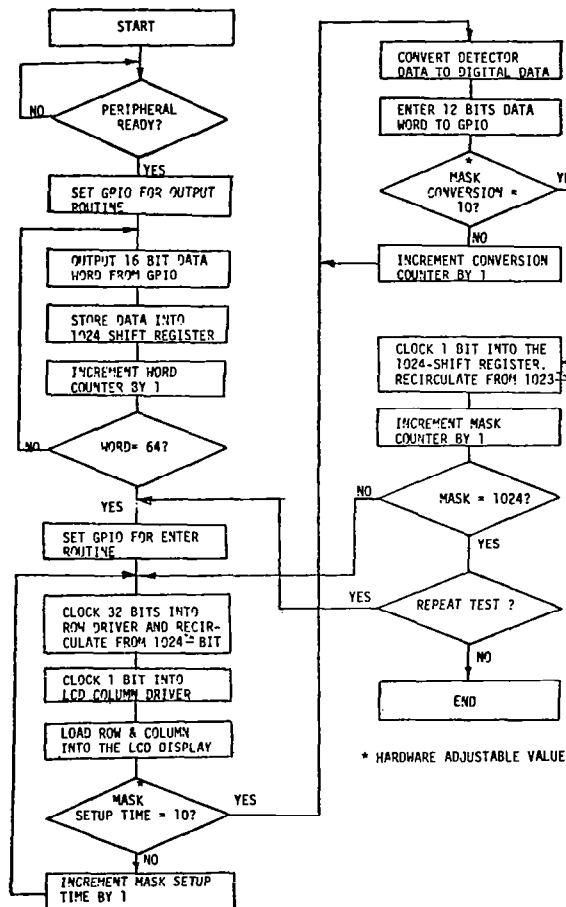 START
PERIPHERAL
READY?
NO
YES
SET GPIO FOR OUTPUT
ROUTINE
OUTPUT 16 BIT DATA
WORD FROM GPIO
STORE DATA INTO
1024 SHIFT REGISTER
INCREMENT WORD
COUNTER BY 1
WORD= 64?
NO
YES
SET GPIO FOR ENTER
ROUTINE
CLOCK 32 BITS INTO
ROW DRIVER AND RECIR-
CULATE FROM 1024 BIT
CLOCK 1 BIT INTO
LCD COLUMN DRIVER
LOAD ROW & COLUMN
INTO THE LCD DISPLAY
*
MASK
SETUP TIME = 10?
YES
NO
INCREMENT MASK SETUP
TIME BY 1
CONVERT DETECTOR
DATA TO DIGITAL DATA
ENTER 12 BITS DATA
WORD TO GPIO
*
MASK
CONVERSION =
10?
NO
INCREMENT CONVERSION
COUNTER BY 1
CLOCK 1 BIT INTO THE
1024-SHIFT REGISTER.
RECIRCULATE FROM 1023
INCREMENT MASK
COUNTER BY 1
NO
MASK = 1024?
YES
YES
REPEAT TEST ?
NO
END
* HARDWARE ADJUSTABLE VALUE